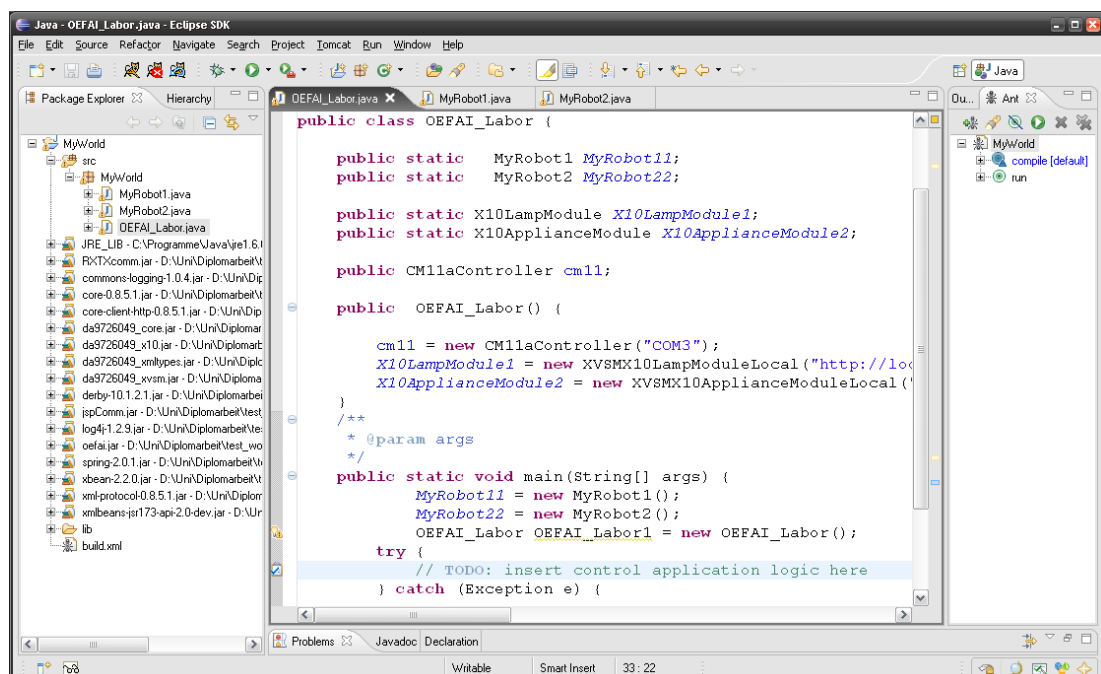 Java - OEFAI_Labor.java - Eclipse SDK
File Edit Source Refactor Navigate Search Project Tomcat Run Window Help
Java
Package Explorer Hierarchy
MyWorld
src
MyWorld
MyRobot1.java
MyRobot2.java
OEFAI_Labor.java
JRE_LIB - C:\Programme\Java\jre1.6.
RXTXcomm.jar - D:\Uni\Diplomarbeit\t
commons-logging-1.0.4.jar - D:\Uni\Dip
core-0.8.5.1.jar - D:\Uni\Diplomarbeit\t
core-client-http-0.8.5.1.jar - D:\Uni\Dip
da9726049_core.jar - D:\Uni\Diplomar
da9726049_x10.jar - D:\Uni\Diplomarb
da9726049_xmltypes.jar - D:\Uni\Diplo
da9726049_xvsm.jar - D:\Uni\Diploma
derby-10.1.2.1.jar - D:\Uni\Diplomarbei
jspComm.jar - D:\Uni\Diplomarbeit\test_
log4j-1.2.9.jar - D:\Uni\Diplomarbeit\te
oefai.jar - D:\Uni\Diplomarbeit\test_wo
spring-2.0.1.jar - D:\Uni\Diplomarbeit\t
xbean-2.2.0.jar - D:\Uni\Diplomarbeit\t
xml-protocol-0.8.5.1.jar - D:\Uni\Diplom
xmlbeans-jsr173-api-2.0-dev.jar - D:\Ur
lib
build.xml
OEFAI_Labor.java MyRobot1.java MyRobot2.java
public class OEFAI_Labor {
public static MyRobot1 MyRobot11;
public static MyRobot2 MyRobot22;
public static X10LampModule X10LampModule1;
public static X10ApplianceModule X10ApplianceModule2;
public CM11aController cm11;
public OEFAI_Labor() {
cm11 = new CM11aController("COM3");
X10LampModule1 = new XVSMX10LampModuleLocal("http://loc
X10ApplianceModule2 = new XVSMX10ApplianceModuleLocal("
}
/**
* @param args
*/
public static void main(String[] args) {
MyRobot11 = new MyRobot1();
MyRobot22 = new MyRobot2();
OEFAI_Labor OEFAI_Labor1 = new OEFAI_Labor();
try {
// TODO: insert control application logic here
} catch (Exception e) {
Ou... Ant
MyWorld
compile [default]
run
Problems Javadoc Declaration
Writable Smart Insert 33 : 22